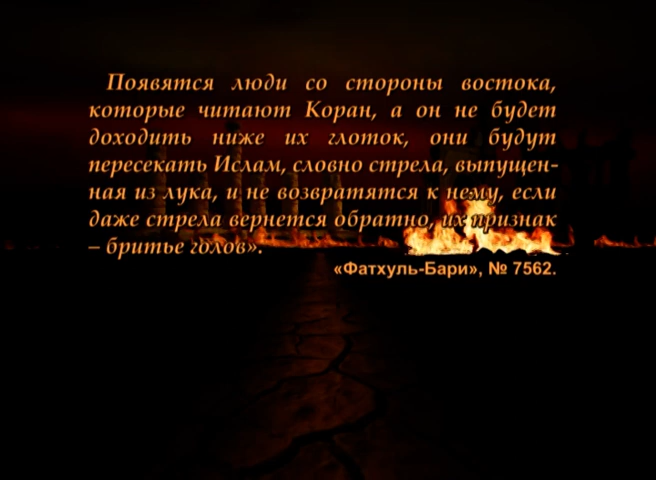 Появятся люди со стороны востока,
которые читают Коран, а он не будет
доходить ниже их глоток, они будут
пересекать Ислам, словно стрела, выпущен-
ная из лука, и не возвратятся к нему, если
даже стрела вернется обратно, их признак
– бритье голов».
«Фатхуль-Бари», № 7562.